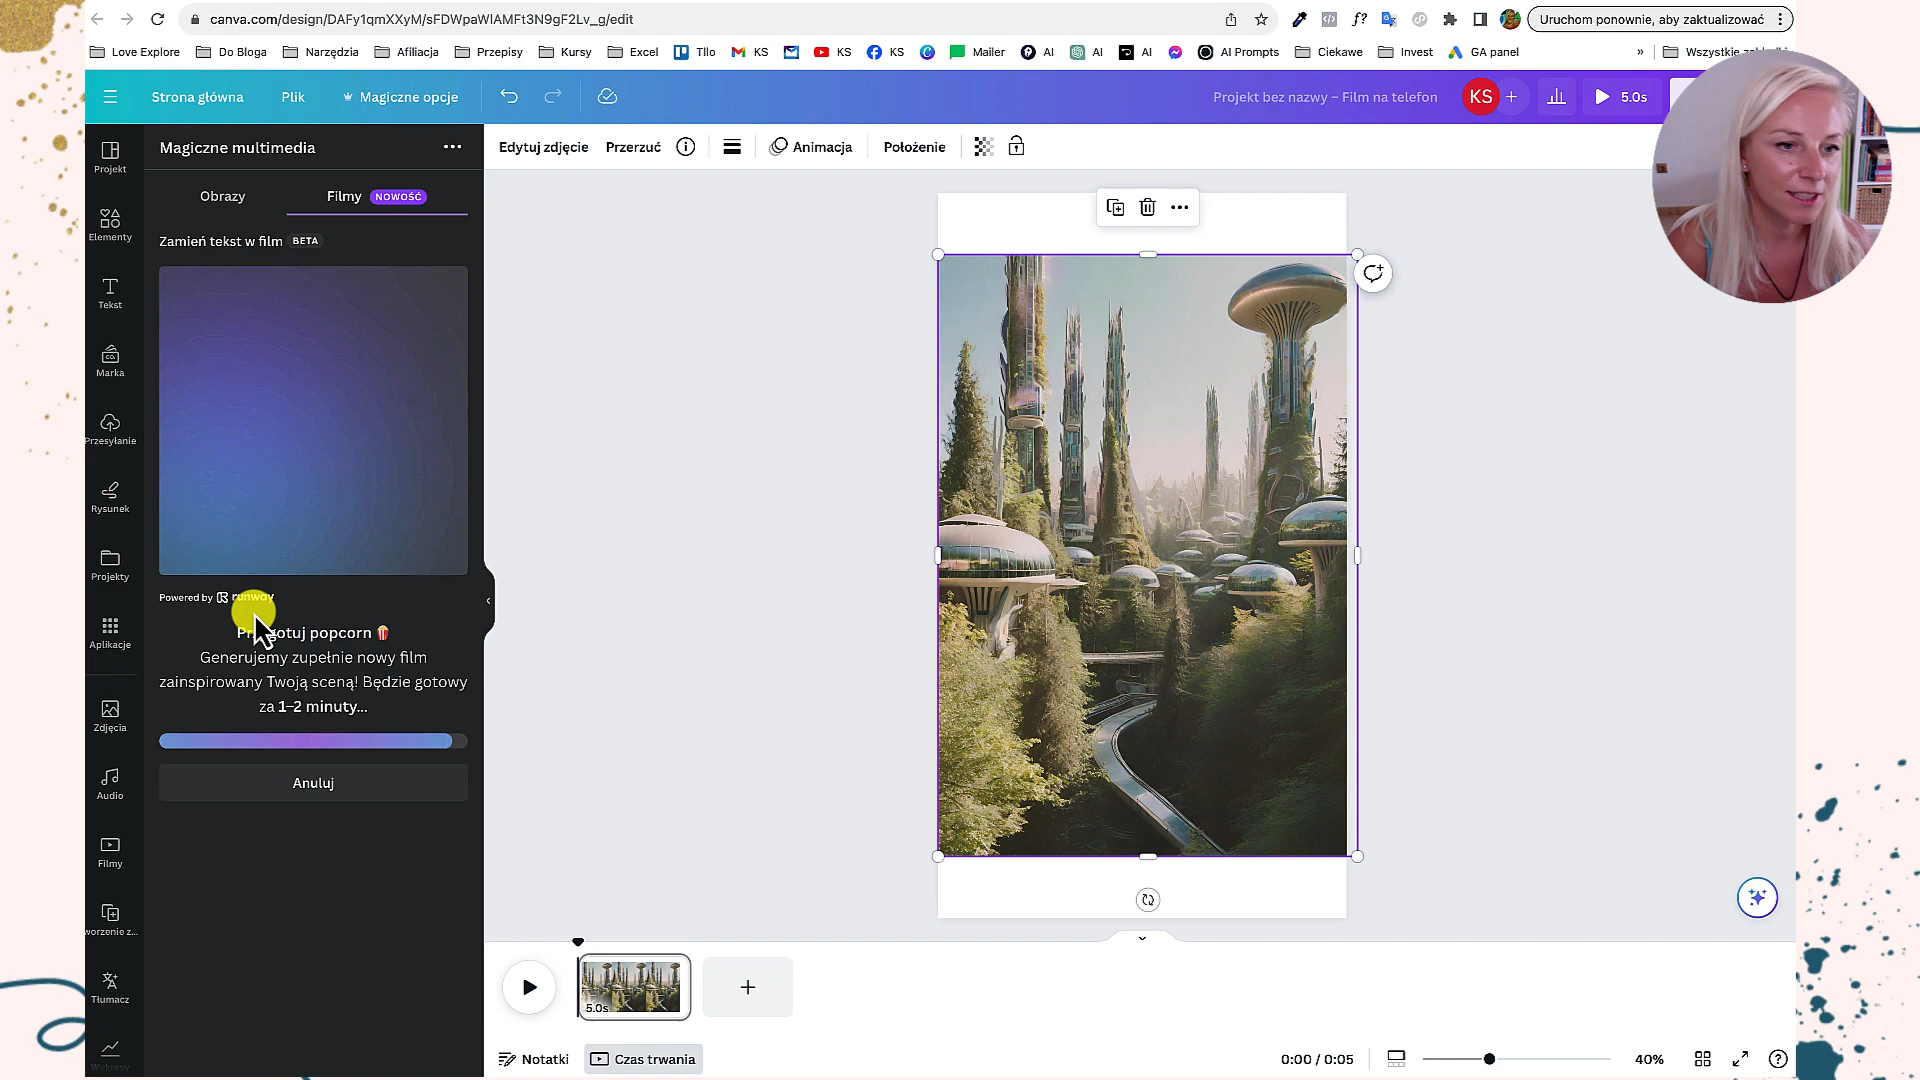 canva.com/design/DAFy1qmXXyM/sFDWpaWlAMFt3N9gF2Lv_g/edit
Uruchom ponownie, aby zaktualizować
Love Explore Do Bloga Narzędzia Afiliacja Przepisy Kursy Excel Tllo KS KS KS Mailer AI AI AI AI Prompts Ciekawe Invest GA panel » Wszystkie
Strona główna Plik Magiczne opcje Projekt bez nazwy – Film na telefon KS + 5.0s
Projekt
Elementy
Tekst
Marka
Przesyłanie
Rysunek
Projekty
Aplikacje
Zdjęcia
Audio
Filmy
worzenie z...
Tłumacz
Wykresy
Magiczne multimedia
Obrazy Filmy NOWOŚĆ
Zamień tekst w film BETA
Powered by runway
popcorn
Generujemy zupełnie nowy film
zainspirowany Twoją sceną! Będzie gotowy
za 1–2 minuty...
Anuluj
Edytuj zdjęcie Przerzuć Animacja Położenie
5.0s
Notatki Czas trwania 0:00 / 0:05 40%